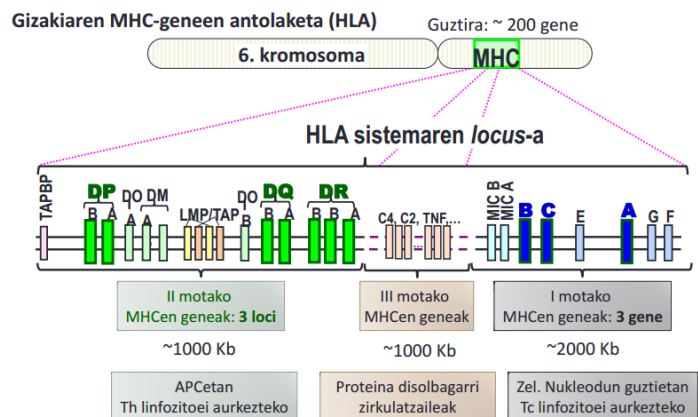 Gizakiaren MHC-geneen antolaketa (HLA)
Guztira: ~ 200 gene
6. kromosoma
MHC
HLA sistemaren locus-a
TAPBP
DP
B A
DO
A
DM
A
LMP/TAP
DO
B
DQ
B A
DR
B B A
C4, C2, TNF,...
...
MIC B
MIC A
B
C
E
A
G F
II motako
MHCen geneak: 3 loci
III motako
MHCen geneak
I motako
MHCen geneak: 3 gene
~1000 Kb
~1000 Kb
~2000 Kb
APCetan
Th linfozitoei aurkezteko
Proteina disolbagarri
zirkulatzaileak
Zel. Nukleodun guztietan
Tc linfozitoei aurkezteko